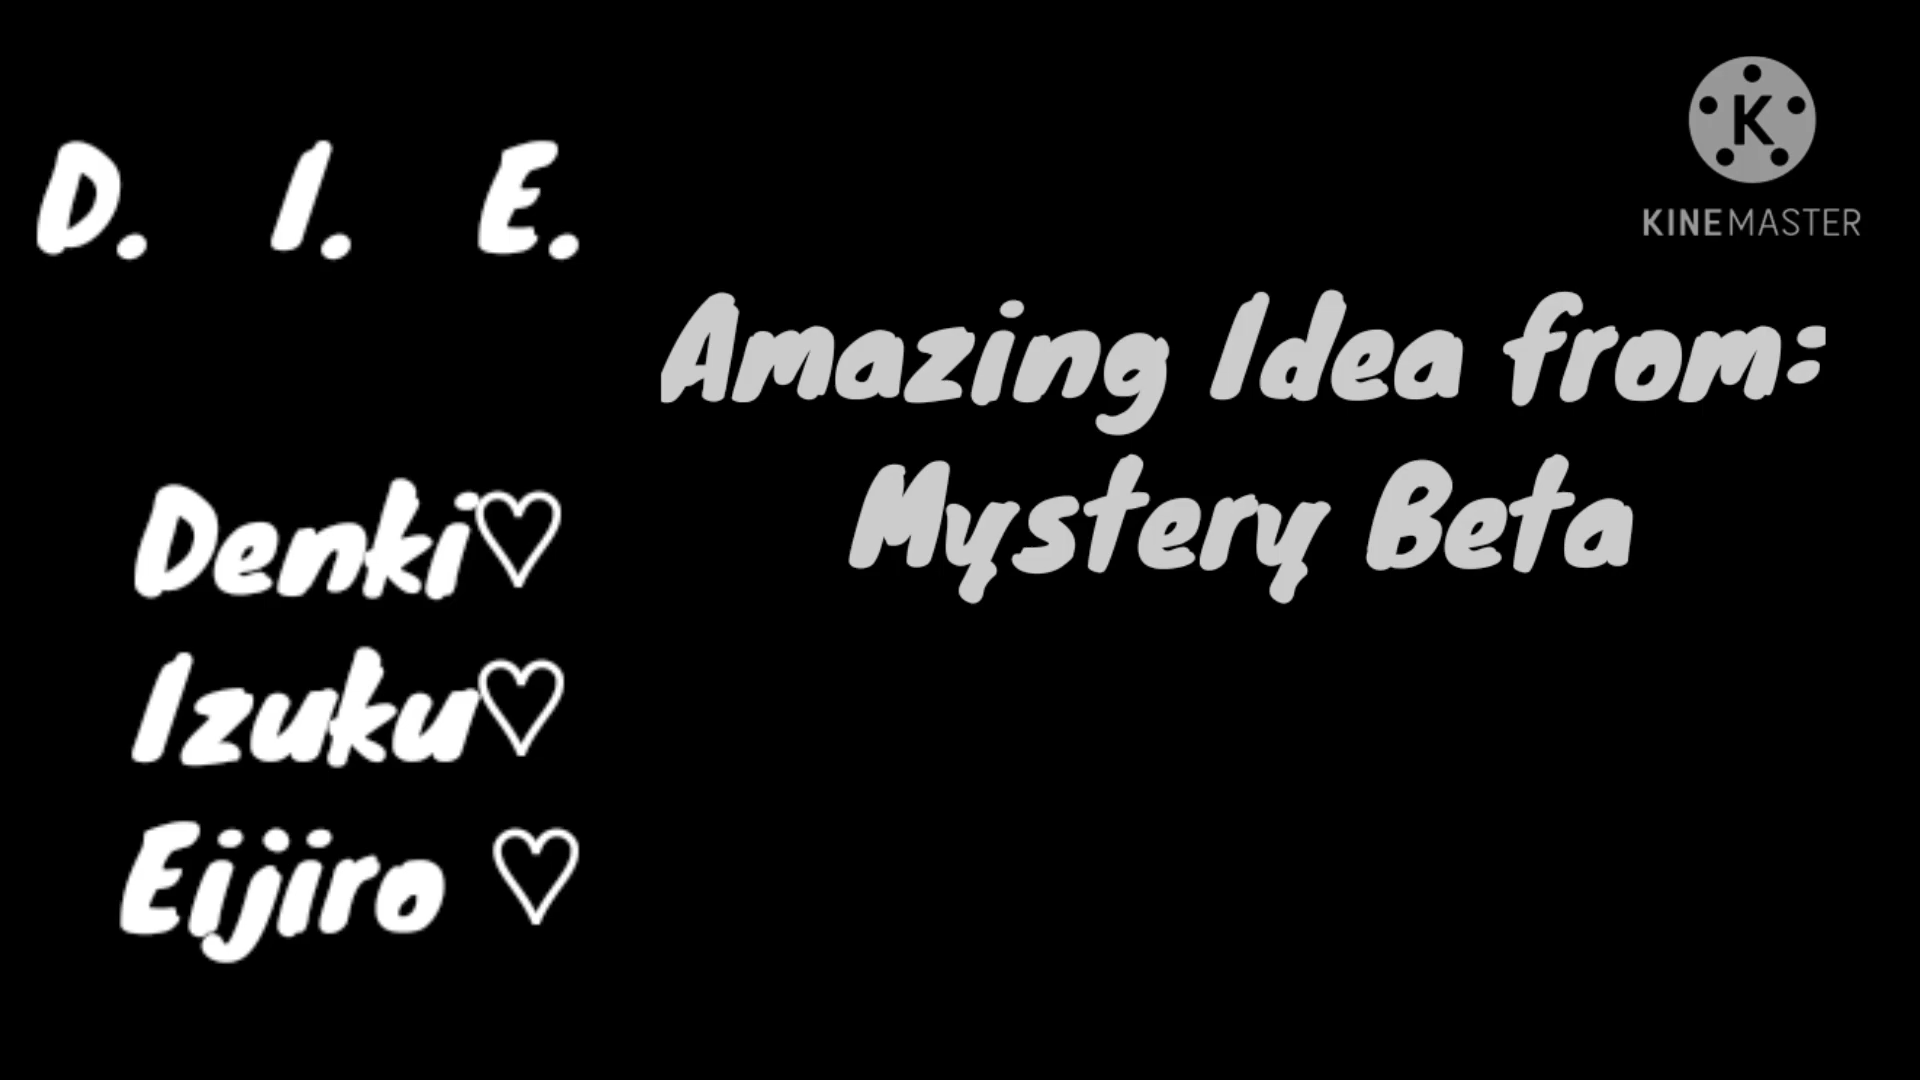 D. I. E.
KINEMASTER
Amazing Idea from:
Mystery Beta
Denki♡
Izuku♡
Eijiro ♡